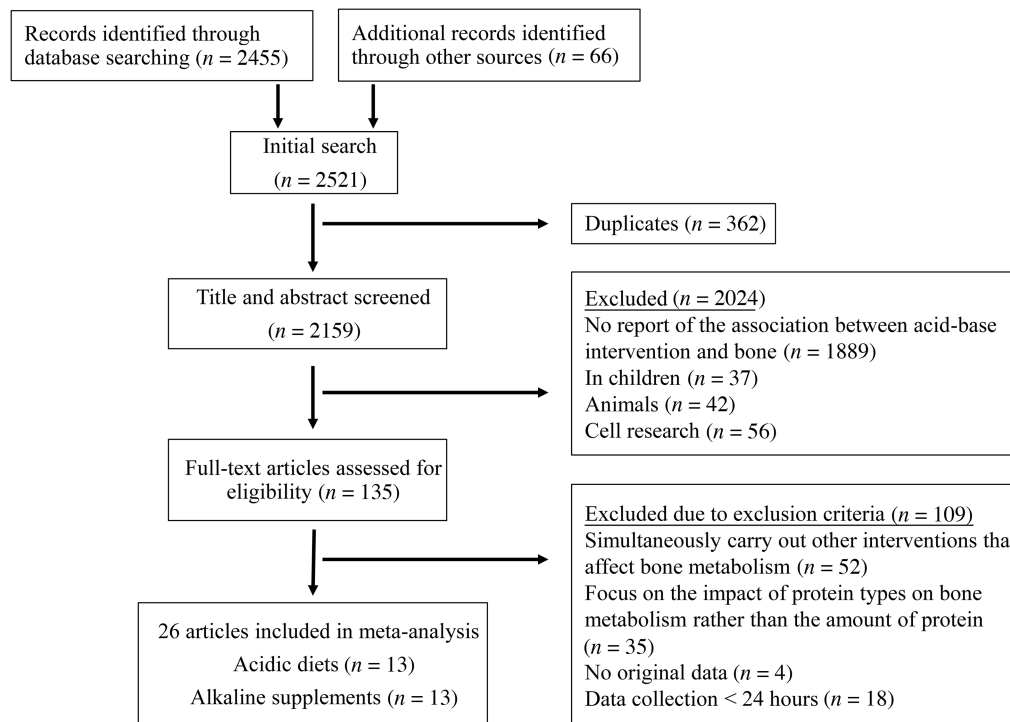 Records identified through
database searching (n = 2455)
Additional records identified
through other sources (n = 66)
Initial search
(n = 2521)
Duplicates (n = 362)
Title and abstract screened
(n = 2159)
Excluded (n = 2024)
No report of the association between acid-base
intervention and bone (n = 1889)
In children (n = 37)
Animals (n = 42)
Cell research (n = 56)
Full-text articles assessed for
eligibility (n = 135)
Excluded due to exclusion criteria (n = 109)
Simultaneously carry out other interventions tha
affect bone metabolism (n = 52)
Focus on the impact of protein types on bone
metabolism rather than the amount of protein
(n = 35)
No original data (n = 4)
Data collection < 24 hours (n = 18)
26 articles included in meta-analysis
Acidic diets (n = 13)
Alkaline supplements (n = 13)